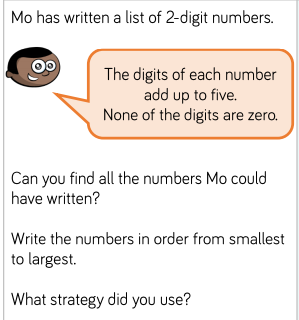 Mo has written a list of 2-digit numbers.
The digits of each number
add up to five.
None of the digits are zero.
Can you find all the numbers Mo could
have written?
Write the numbers in order from smallest
to largest.
What strategy did you use?